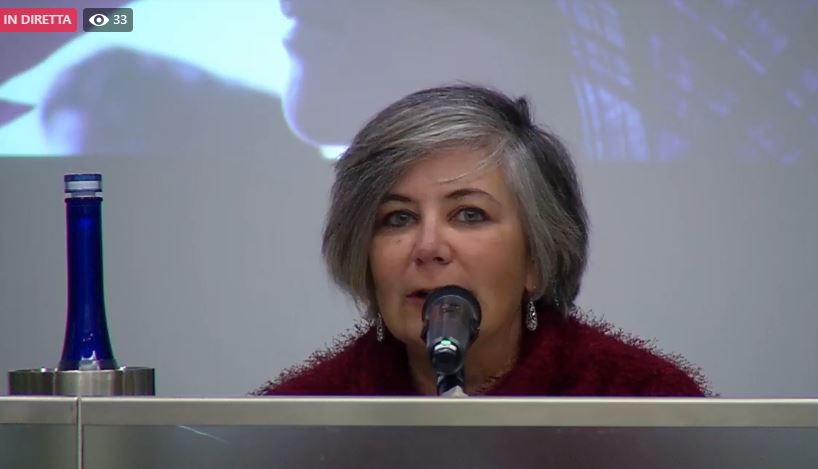 IN DIRETTA 33